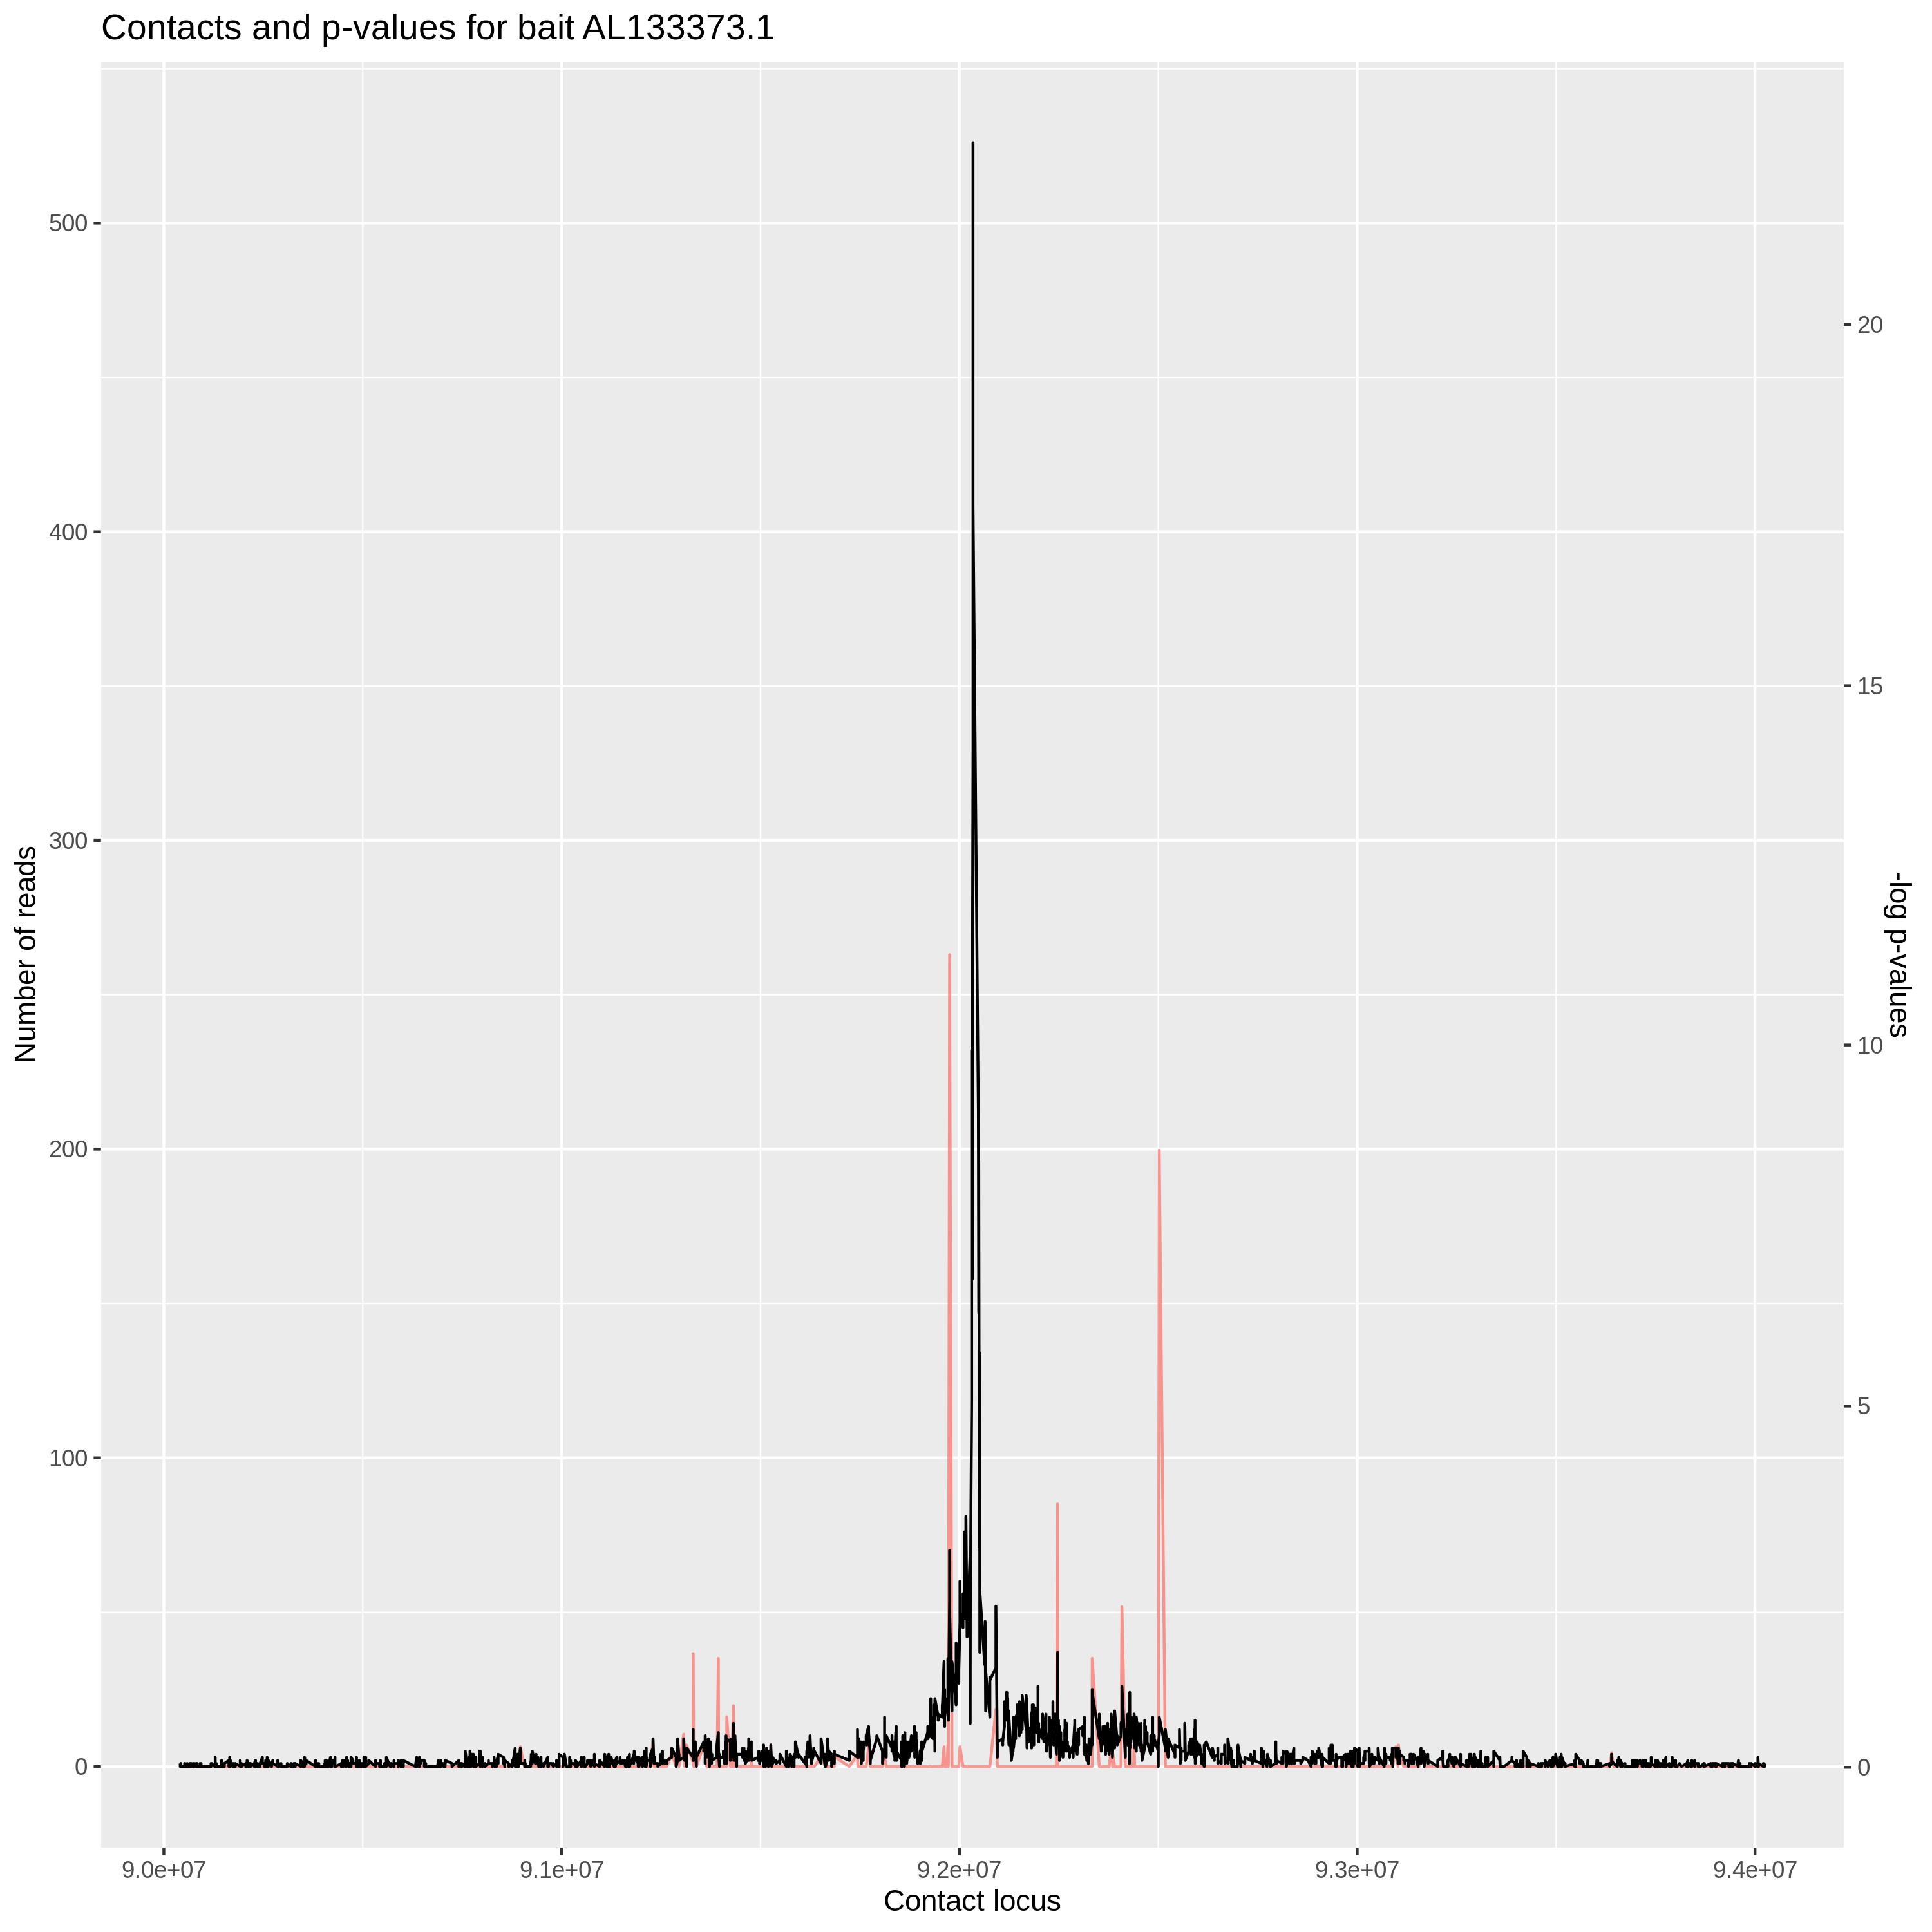 Contacts and p-values for bait AL133373.1
Number of reads
500
400
300
200
100
0
20
15
10
5
0
-log p-values
9.0e+07
9.1e+07
9.2e+07
9.3e+07
9.4e+07
Contact locus